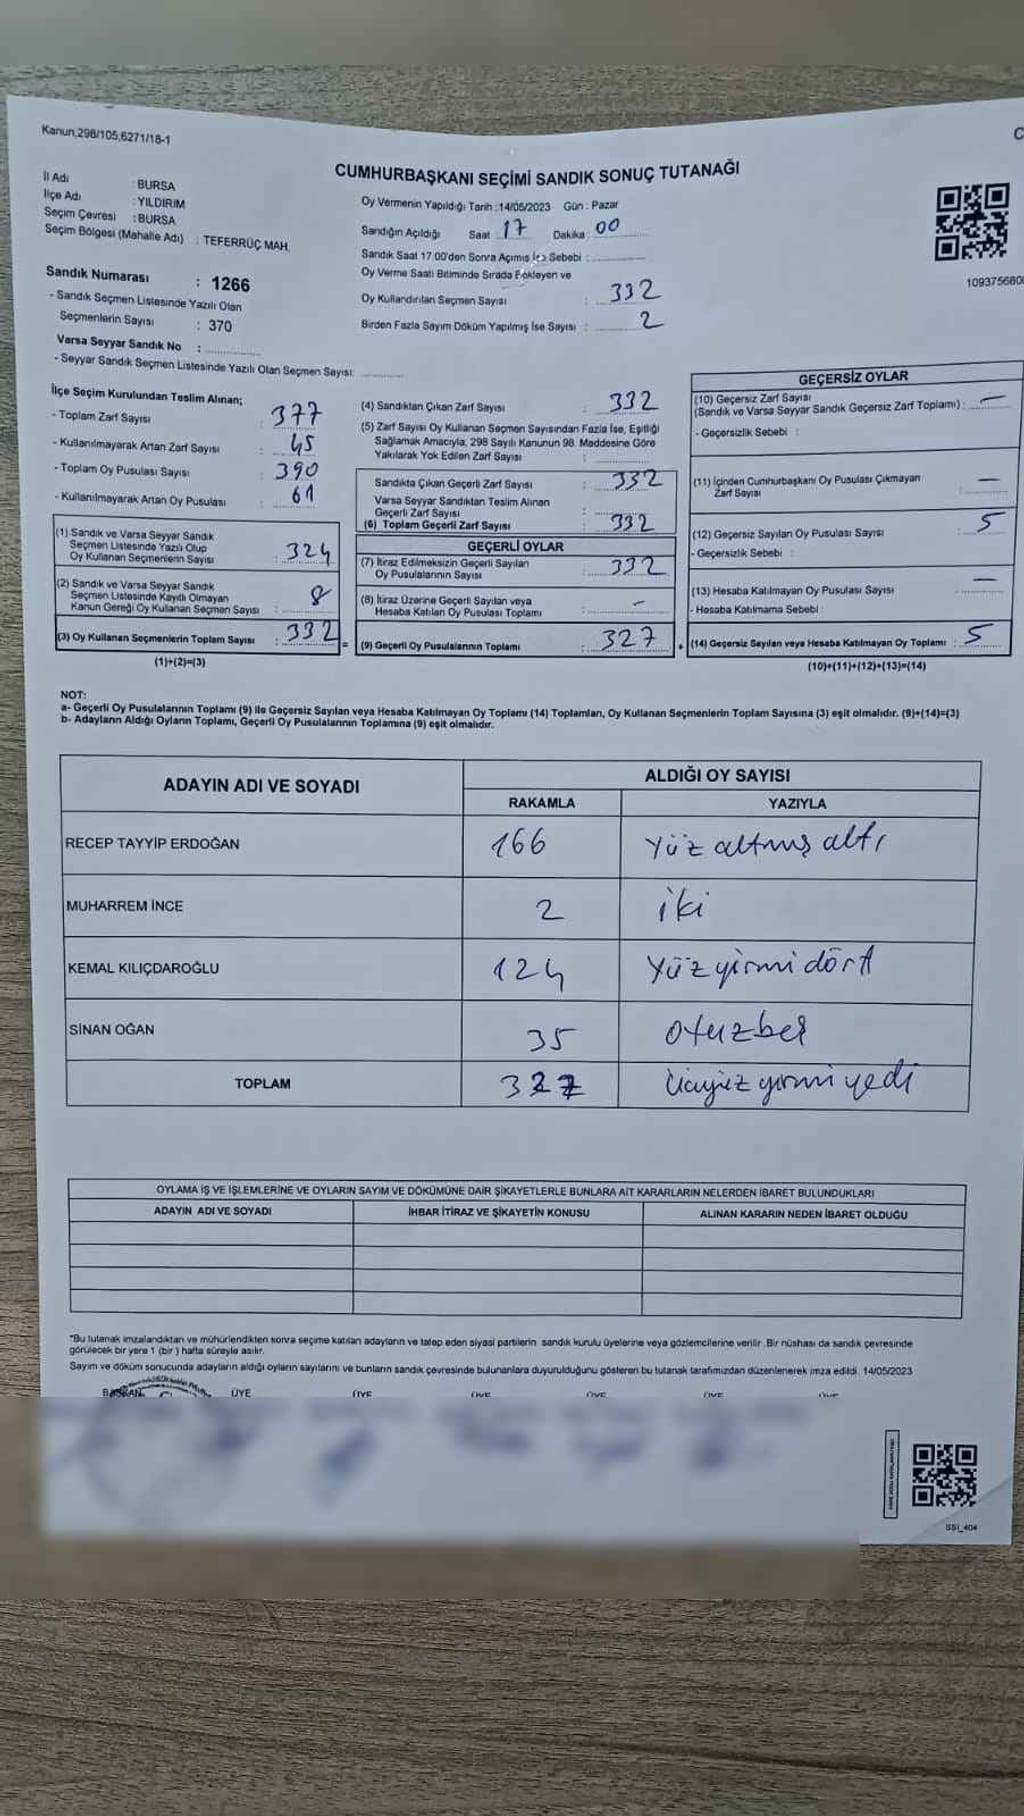 Kanun,298/105,6271/18-1
C
CUMHURBAŞKANI SEÇİMİ SANDIK SONUÇ TUTANAĞI
İl Adı : BURSA
İlçe Adı : YILDIRIM
Seçim Çevresi : BURSA
Seçim Bölgesi (Mahalle Adı) : TEFERRÜÇ MAH.
Oy Vermenin Yapıldığı Tarih :14/05/2023 Gün : Pazar
Sandığın Açıldığı Saat : 17 Dakika : 00
Sandık Saat 17.00'den Sonra Açımış İse Sebebi :
Oy Verme Saati Bitiminde Sırada Bekleyen ve
Oy Kullandırılan Seçmen Sayısı : 332
Birden Fazla Sayım Döküm Yapılmış İse Sayısı : 2
109375680
Sandık Numarası : 1266
- Sandık Seçmen Listesinde Yazılı Olan
Seçmenlerin Sayısı : 370
Varsa Seyyar Sandık No :
- Seyyar Sandık Seçmen Listesinde Yazılı Olan Seçmen Sayısı:
İlçe Seçim Kurulundan Teslim Alınan;
- Toplam Zarf Sayısı : 377
- Kullanılmayarak Artan Zarf Sayısı : 45
- Toplam Oy Pusulası Sayısı : 390
- Kullanılmayarak Artan Oy Pusulası : 61
(1) Sandık ve Varsa Seyyar Sandık
Seçmen Listesinde Yazılı Olup
Oy Kullanan Seçmenlerin Sayısı : 324
(2) Sandık ve Varsa Seyyar Sandık
Seçmen Listesinde Kayıtlı Olmayan
Kanun Gereği Oy Kullanan Seçmen Sayısı : 8
(3) Oy Kullanan Seçmenlerin Toplam Sayısı : 332 =
(1)+(2)=(3)
(4) Sandıktan Çıkan Zarf Sayısı : 332
(5) Zarf Sayısı Oy Kullanan Seçmen Sayısından Fazla İse, Eşitliği
Sağlamak Amacıyla, 298 Sayılı Kanunun 98. Maddesine Göre
Yakılarak Yok Edilen Zarf Sayısı :
Sandıkta Çıkan Geçerli Zarf Sayısı : 332
Varsa Seyyar Sandıktan Teslim Alınan
Geçerli Zarf Sayısı :
(6) Toplam Geçerli Zarf Sayısı : 332
GEÇERLİ OYLAR
(7) İtiraz Edilmeksizin Geçerli Sayılan
Oy Pusulalarının Sayısı : 332
(8) İtiraz Üzerine Geçerli Sayılan veya
Hesaba Katılan Oy Pusulası Toplamı : -
(9) Geçerli Oy Pusulalarının Toplamı : 327 +
GEÇERSİZ OYLAR
(10) Geçersiz Zarf Sayısı
(Sandık ve Varsa Seyyar Sandık Geçersiz Zarf Toplamı) : —
- Geçersizlik Sebebi :
(11) İçinden Cumhurbaşkanı Oy Pusulası Çıkmayan
Zarf Sayısı : —
(12) Geçersiz Sayılan Oy Pusulası Sayısı : 5
- Geçersizlik Sebebi :
(13) Hesaba Katılmayan Oy Pusulası Sayısı : —
- Hesaba Katılmama Sebebi :
(14) Geçersiz Sayılan veya Hesaba Katılmayan Oy Toplamı : 5
(10)+(11)+(12)+(13)=(14)
NOT:
a- Geçerli Oy Pusulalarının Toplamı (9) ile Geçersiz Sayılan veya Hesaba Katılmayan Oy Toplamı (14) Toplamları, Oy Kullanan Seçmenlerin Toplam Sayısına (3) eşit olmalıdır. (9)+(14)=(3)
b- Adayların Aldığı Oyların Toplamı, Geçerli Oy Pusulalarının Toplamına (9) eşit olmalıdır.
ADAYIN ADI VE SOYADI ALDIĞI OY SAYISI
RAKAMLA YAZIYLA
RECEP TAYYİP ERDOĞAN 166 Yüz altmış altı
MUHARREM İNCE 2 iki
KEMAL KILIÇDAROĞLU 124 Yüz yirmi dört
SİNAN OĞAN 35 otuzbeş
TOPLAM 327 Üçyüz yirmi yedi
OYLAMA İŞ VE İŞLEMLERİNE VE OYLARIN SAYIM VE DÖKÜMÜNE DAİR ŞİKAYETLERLE BUNLARA AİT KARARLARIN NELERDEN İBARET BULUNDUKLARI
ADAYIN ADI VE SOYADI İHBAR İTİRAZ VE ŞİKAYETİN KONUSU ALINAN KARARIN NEDEN İBARET OLDUĞU
*Bu tutanak imzalandıktan ve mühürlendikten sonra seçime katılan adayların ve talep eden siyasi partilerin sandık kurulu üyelerine veya gözlemcilerine verilir. Bir nüshası da sandık çevresinde
görülecek bir yere 1 (bir) hafta süreyle asılır.
Sayım ve döküm sonucunda adayların aldığı oyların sayılarını ve bunların sandık çevresinde bulunanlara duyurulduğunu gösteren bu tutanak tarafımızdan düzenlenerek imza edildi. 14/05/2023
BAŞKAN ÜYE ÜYE ÜYE ÜYE ÜYE ÜYE
SSI_404